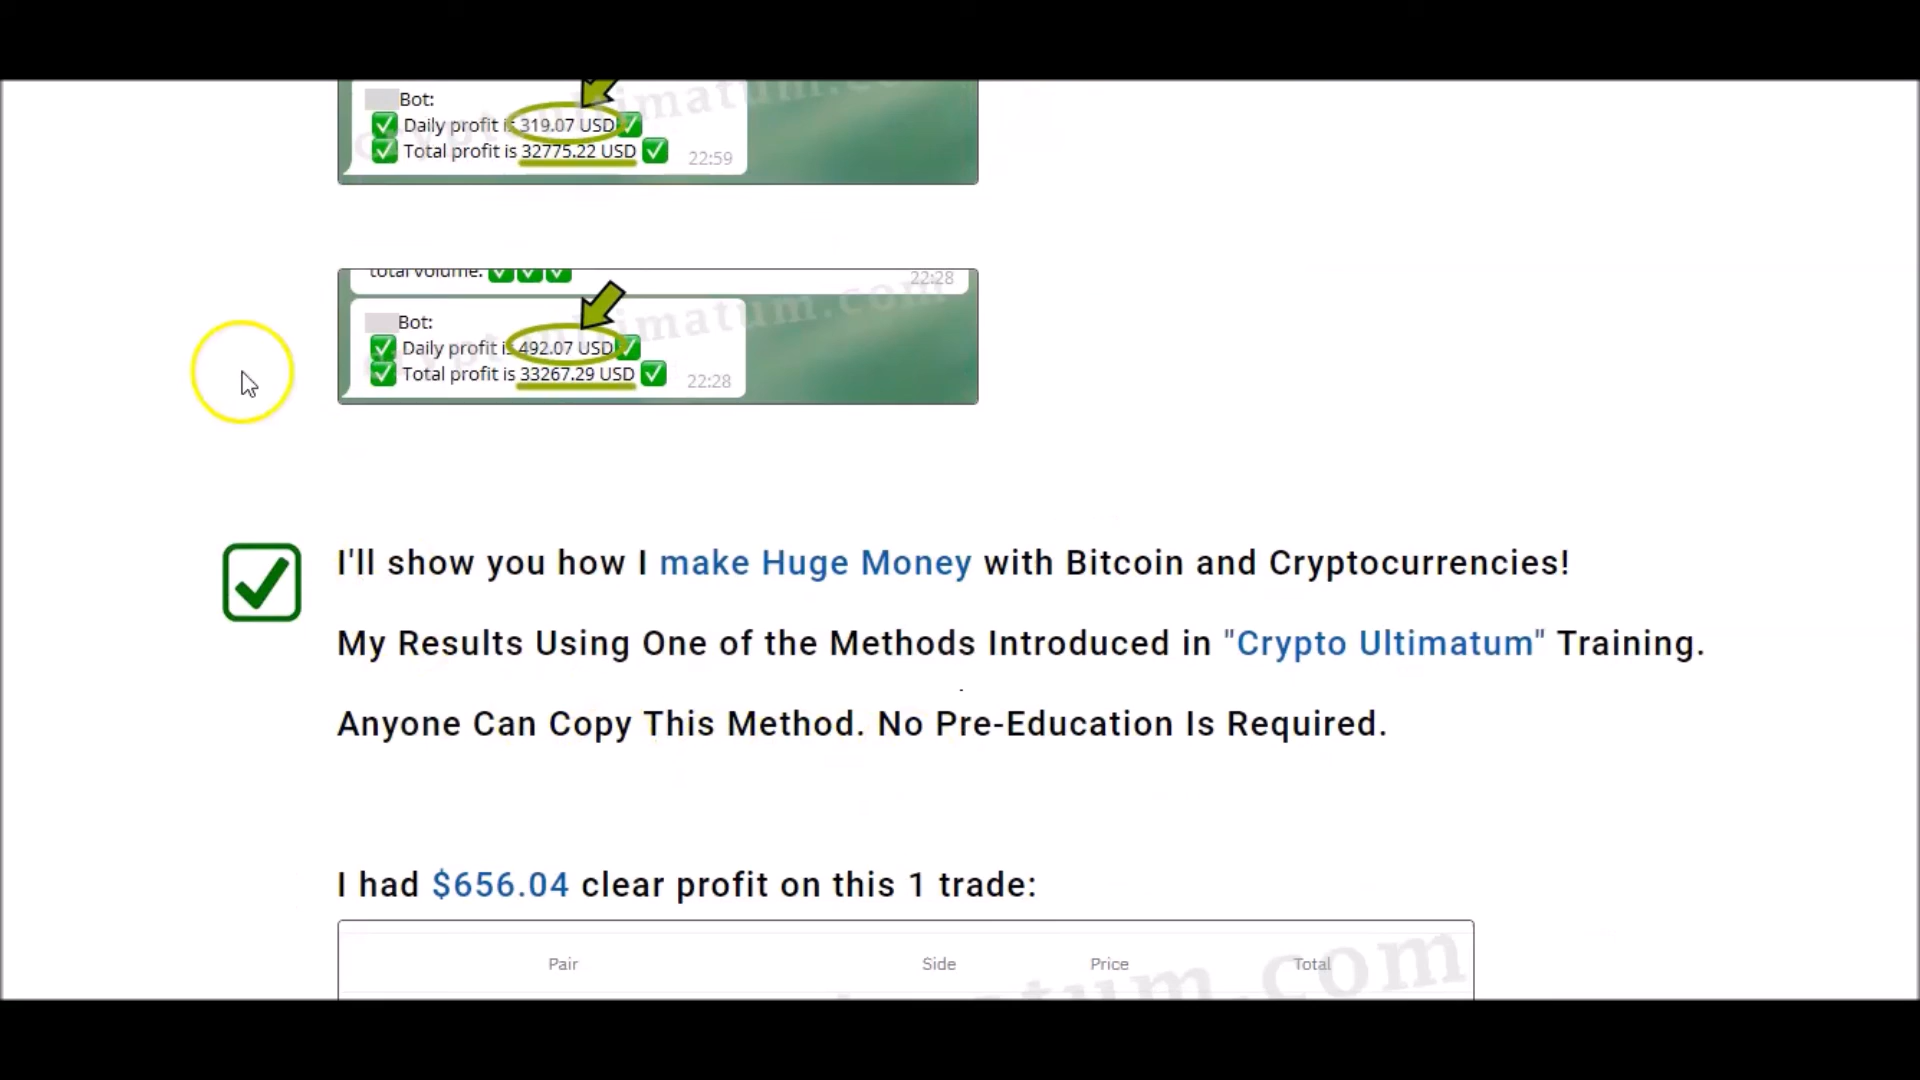 Bot:
✅ Daily profit is 319.07 USD ✅
✅ Total profit is 32775.22 USD ✅ 22:59
total volume: ✅✅✅ 22:28
Bot:
✅ Daily profit is 492.07 USD ✅
✅ Total profit is 33267.29 USD ✅ 22:28
I'll show you how I make Huge Money with Bitcoin and Cryptocurrencies!
My Results Using One of the Methods Introduced in "Crypto Ultimatum" Training.
Anyone Can Copy This Method. No Pre-Education Is Required.
I had $656.04 clear profit on this 1 trade:
Pair Side Price Total